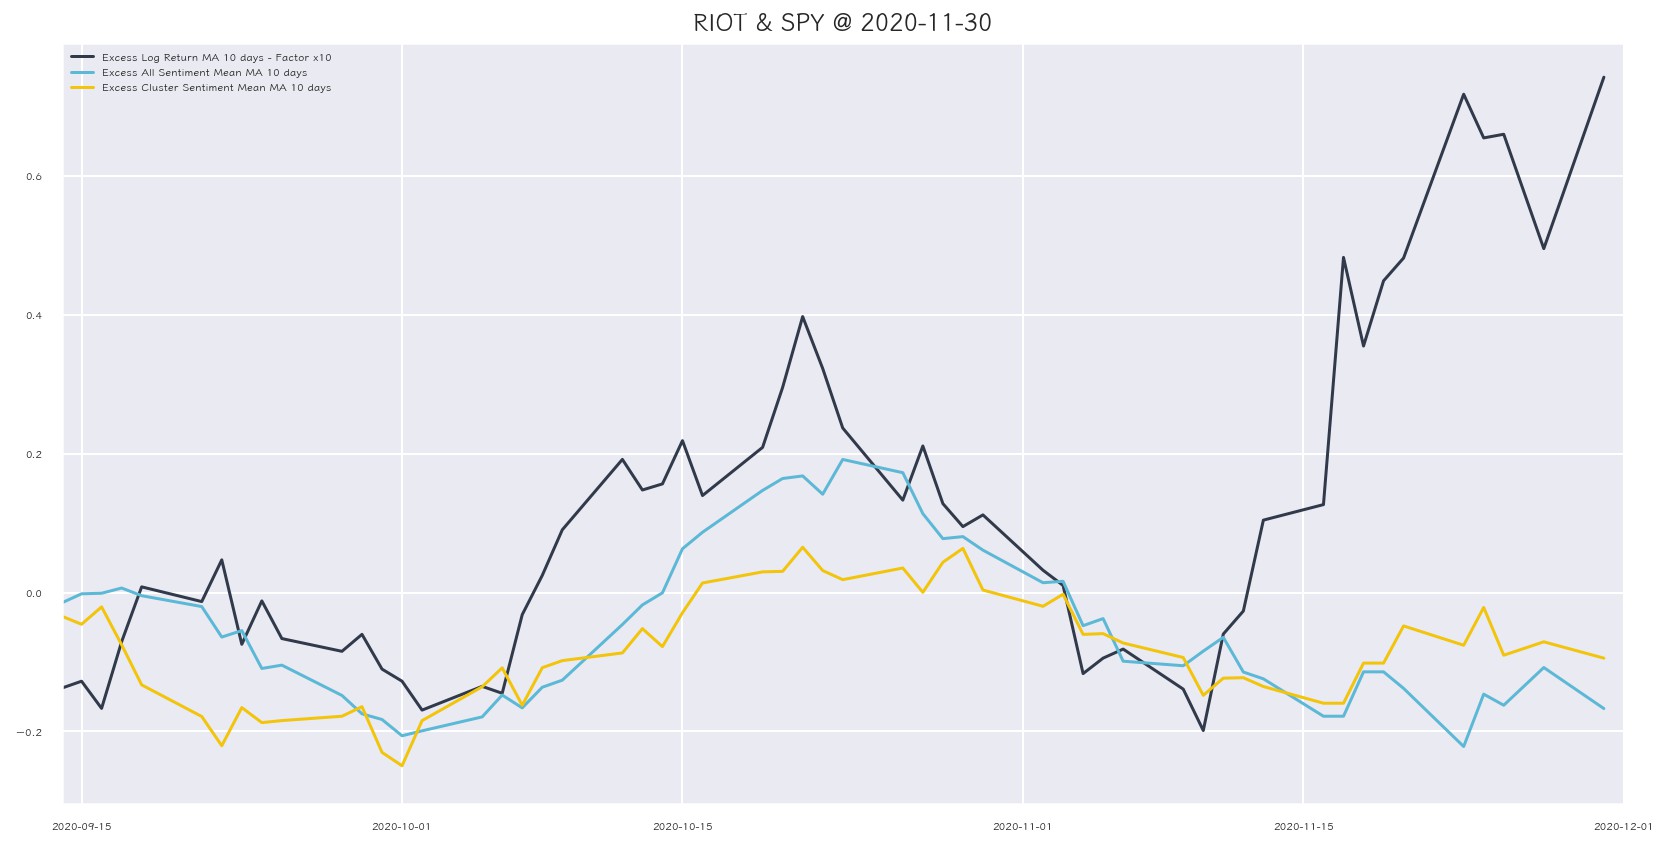 RIOT & SPY @ 2020-11-30
Excess Log Return MA 10 days - Factor x10
Excess All Sentiment Mean MA 10 days
Excess Cluster Sentiment Mean MA 10 days
0.6
0.4
0.2
0.0
−0.2
2020-09-15 2020-10-01 2020-10-15 2020-11-01 2020-11-15 2020-12-01